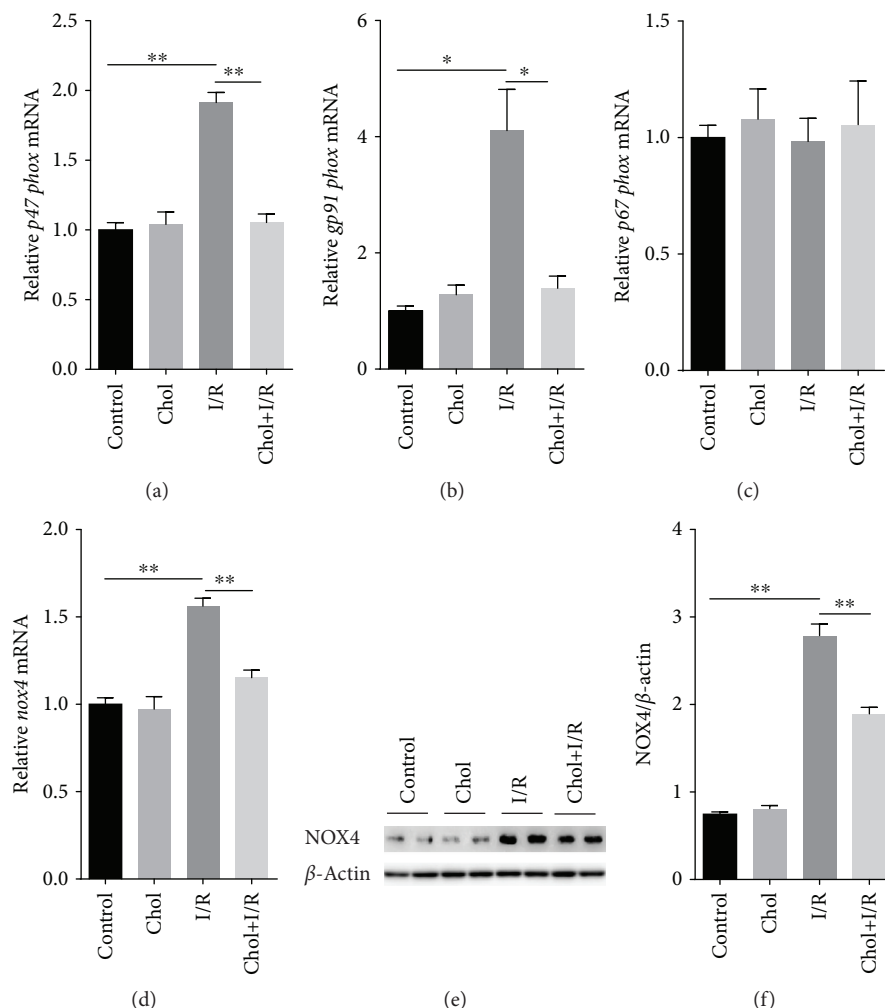 Relative p47 phox mRNA
2.5
2.0
1.5
1.0
0.5
0.0
**
**
Control
Chol
I/R
Chol+I/R
(a)
Relative gp91 phox mRNA
6
4
2
0
*
*
Control
Chol
I/R
Chol+I/R
(b)
Relative p67 phox mRNA
1.5
1.0
0.5
0.0
Control
Chol
I/R
Chol+I/R
(c)
Relative nox4 mRNA
2.0
1.5
1.0
0.5
0.0
**
**
Control
Chol
I/R
Chol+I/R
(d)
Control
Chol
I/R
Chol+I/R
NOX4
β-Actin
(e)
NOX4/β-actin
4
3
2
1
0
**
**
Control
Chol
I/R
Chol+I/R
(f)